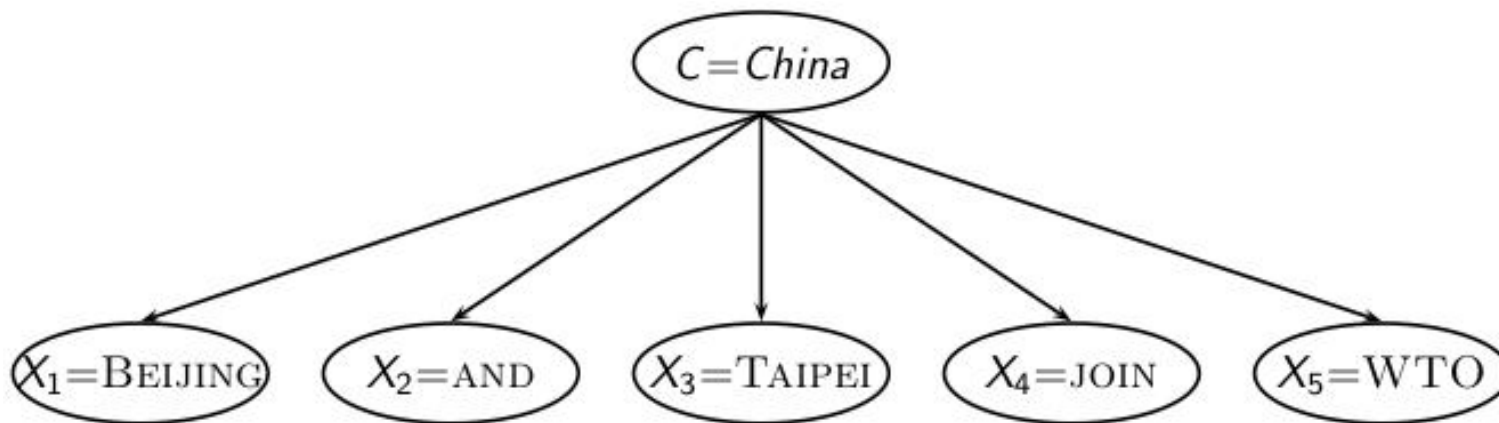 C=China
X₁=BEIJING X₂=AND X₃=TAIPEI X₄=JOIN X₅=WTO